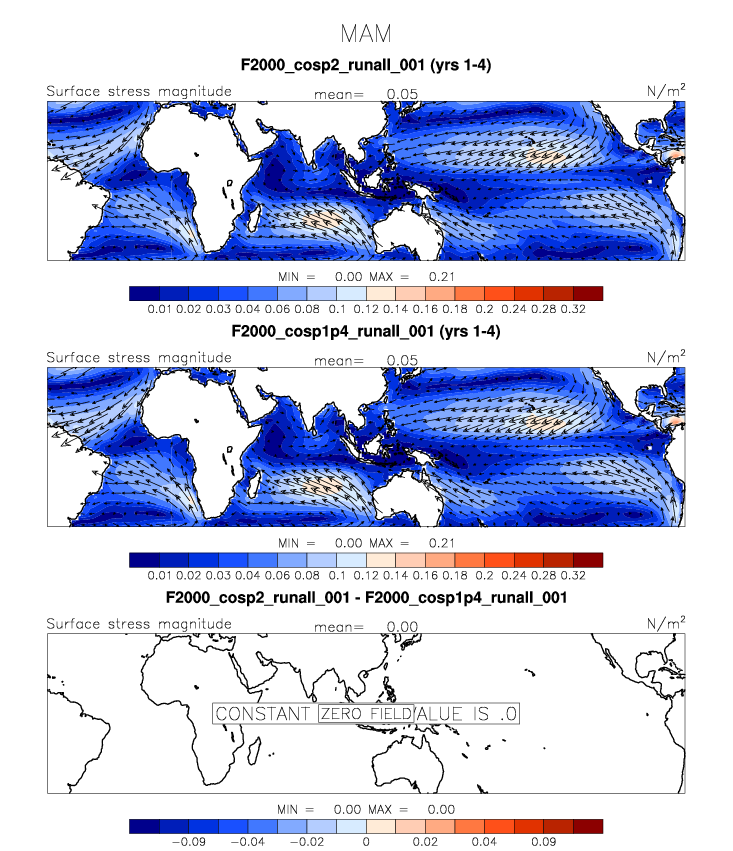 MAM
F2000_cosp2_runall_001 (yrs 1-4)
Surface stress magnitude mean= 0.05 N/m²
MIN = 0.00 MAX = 0.21
0.01 0.02 0.03 0.04 0.06 0.08 0.1 0.12 0.14 0.16 0.18 0.2 0.24 0.28 0.32
F2000_cosp1p4_runall_001 (yrs 1-4)
Surface stress magnitude mean= 0.05 N/m²
MIN = 0.00 MAX = 0.21
0.01 0.02 0.03 0.04 0.06 0.08 0.1 0.12 0.14 0.16 0.18 0.2 0.24 0.28 0.32
F2000_cosp2_runall_001 - F2000_cosp1p4_runall_001
Surface stress magnitude mean= 0.00 N/m²
CONSTANT ZERO FIELD ALUE IS .0
MIN = 0.00 MAX = 0.00
-0.09 -0.04 -0.02 0 0.02 0.04 0.09